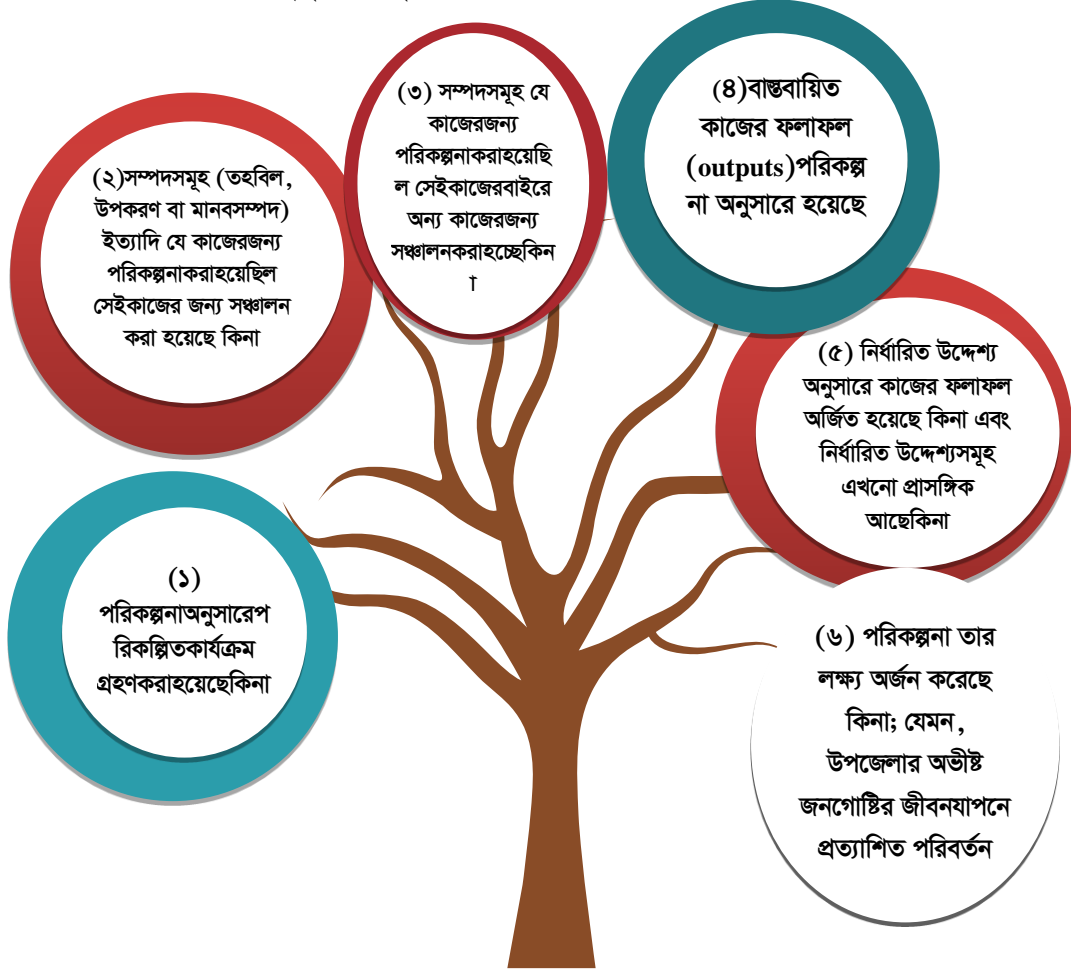 (১)
পরিকল্পনাঅনুসারেপ
রিকল্পিতকার্যক্রম
গ্রহণকরাহয়েছেকিনা
(২)সম্পদসমূহ (তহবিল,
উপকরণ বা মানবসম্পদ)
ইত্যাদি যে কাজেরজন্য
পরিকল্পনাকরাহয়েছিল
সেইকাজের জন্য সঞ্চালন
করা হয়েছে কিনা
(৩) সম্পদসমূহ যে
কাজেরজন্য
পরিকল্পনাকরাহয়েছি
ল সেইকাজেরবাইরে
অন্য কাজেরজন্য
সঞ্চালনকরাহচ্ছেকিন
া
(৪)বাস্তবায়িত
কাজের ফলাফল
(outputs)পরিকল্প
না অনুসারে হয়েছে
(৫) নির্ধারিত উদ্দেশ্য
অনুসারে কাজের ফলাফল
অর্জিত হয়েছে কিনা এবং
নির্ধারিত উদ্দেশ্যসমূহ
এখনো প্রাসঙ্গিক
আছেকিনা
(৬) পরিকল্পনা তার
লক্ষ্য অর্জন করেছে
কিনা; যেমন,
উপজেলার অভীষ্ট
জনগোষ্টির জীবনযাপনে
প্রত্যাশিত পরিবর্তন